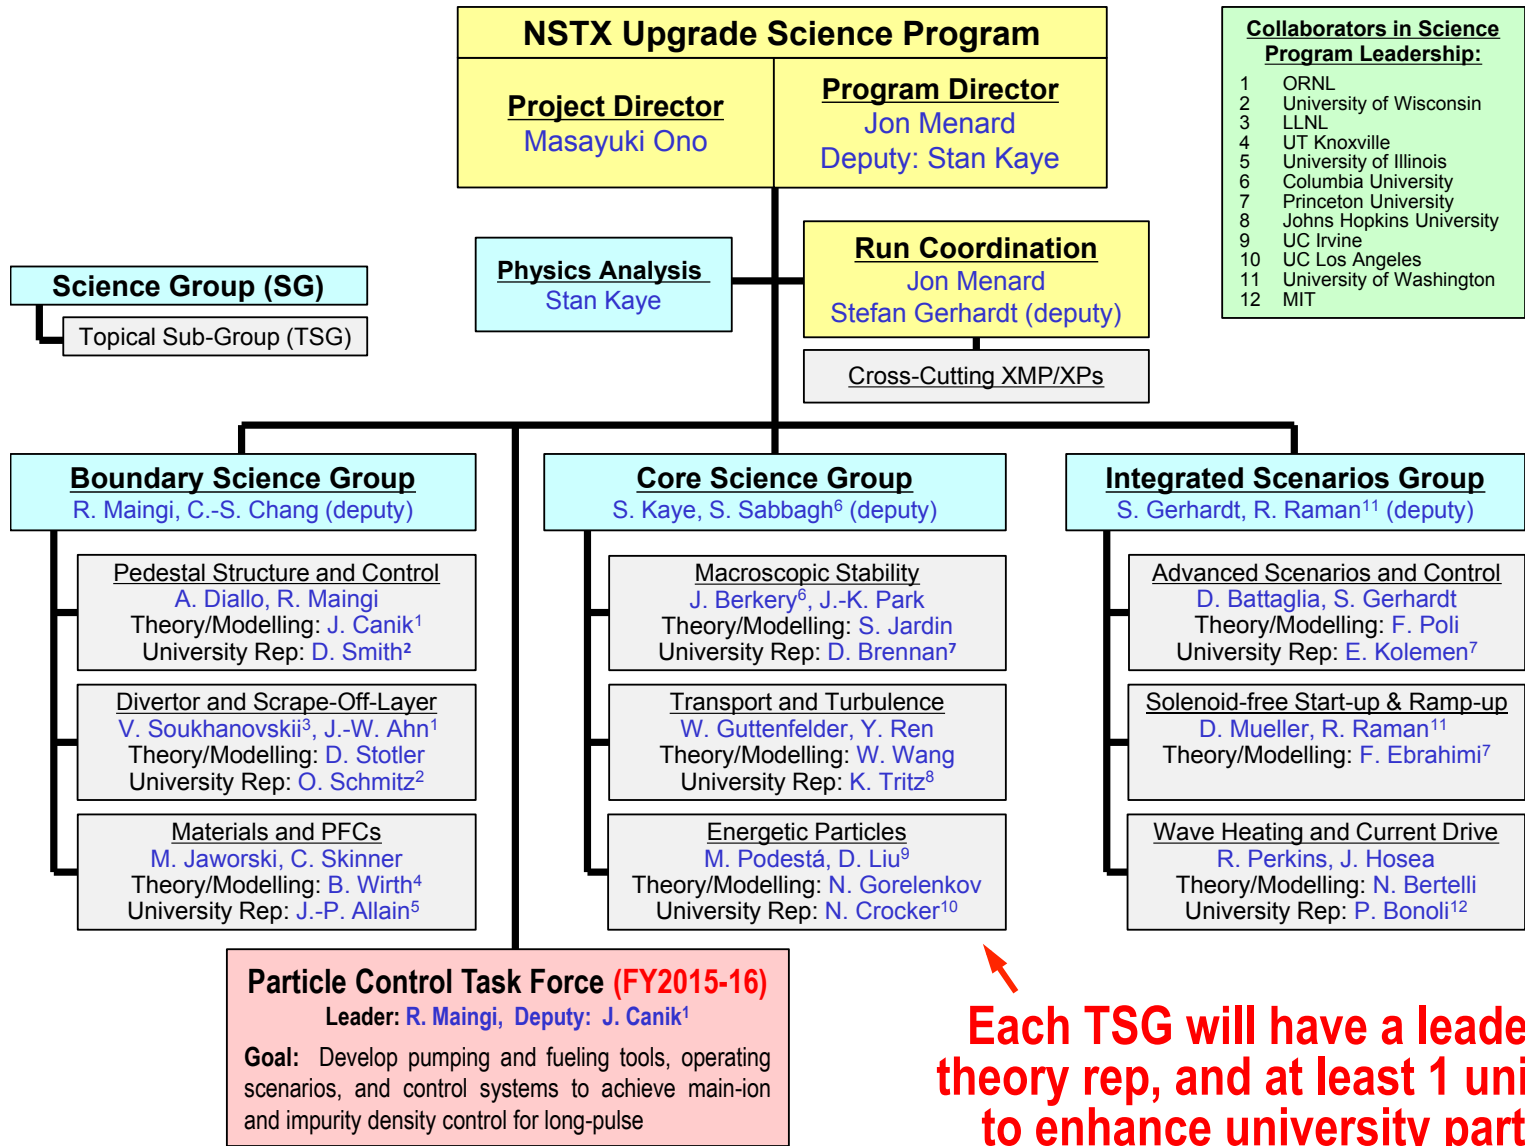 NSTX Upgrade Science Program
Project Director
Masayuki Ono
Program Director
Jon Menard
Deputy: Stan Kaye
Collaborators in Science
Program Leadership:
1 ORNL
2 University of Wisconsin
3 LLNL
4 UT Knoxville
5 University of Illinois
6 Columbia University
7 Princeton University
8 Johns Hopkins University
9 UC Irvine
10 UC Los Angeles
11 University of Washington
12 MIT
Science Group (SG)
Topical Sub-Group (TSG)
Physics Analysis
Stan Kaye
Run Coordination
Jon Menard
Stefan Gerhardt (deputy)
Cross-Cutting XMP/XPs
Boundary Science Group
R. Maingi, C.-S. Chang (deputy)
Pedestal Structure and Control
A. Diallo, R. Maingi
Theory/Modelling: J. Canik¹
University Rep: D. Smith²
Divertor and Scrape-Off-Layer
V. Soukhanovskii³, J.-W. Ahn¹
Theory/Modelling: D. Stotler
University Rep: O. Schmitz²
Materials and PFCs
M. Jaworski, C. Skinner
Theory/Modelling: B. Wirth⁴
University Rep: J.-P. Allain⁵
Core Science Group
S. Kaye, S. Sabbagh⁶ (deputy)
Macroscopic Stability
J. Berkery⁶, J.-K. Park
Theory/Modelling: S. Jardin
University Rep: D. Brennan⁷
Transport and Turbulence
W. Guttenfelder, Y. Ren
Theory/Modelling: W. Wang
University Rep: K. Tritz⁸
Energetic Particles
M. Podestá, D. Liu⁹
Theory/Modelling: N. Gorelenkov
University Rep: N. Crocker¹⁰
Integrated Scenarios Group
S. Gerhardt, R. Raman¹¹ (deputy)
Advanced Scenarios and Control
D. Battaglia, S. Gerhardt
Theory/Modelling: F. Poli
University Rep: E. Kolemen⁷
Solenoid-free Start-up & Ramp-up
D. Mueller, R. Raman¹¹
Theory/Modelling: F. Ebrahimi⁷
Wave Heating and Current Drive
R. Perkins, J. Hosea
Theory/Modelling: N. Bertelli
University Rep: P. Bonoli¹²
Particle Control Task Force (FY2015-16)
Leader: R. Maingi, Deputy: J. Canik¹
Goal: Develop pumping and fueling tools, operating
scenarios, and control systems to achieve main-ion
and impurity density control for long-pulse
Each TSG will have a leade
theory rep, and at least 1 uni
to enhance university part